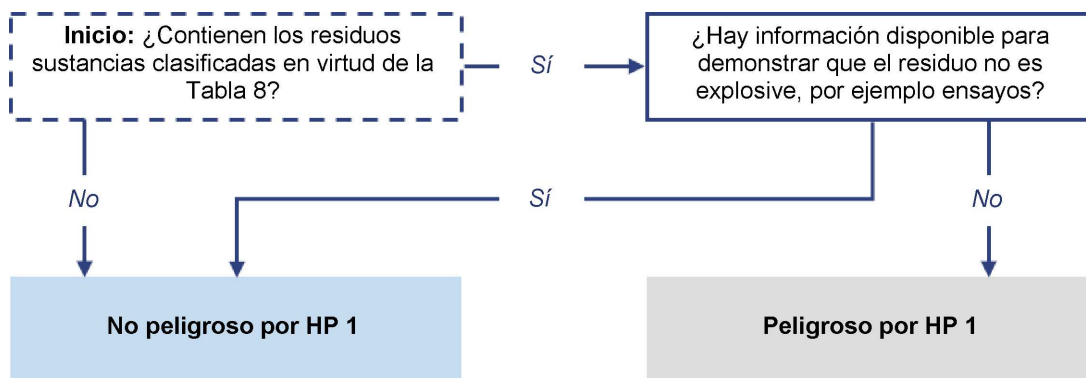 Inicio: ¿Contienen los residuos
sustancias clasificadas en virtud de la
Tabla 8?
Sí
¿Hay información disponible para
demonstrar que el residuo no es
explosive, por ejemplo ensayos?
No
Sí
No
No peligroso por HP 1
Peligroso por HP 1